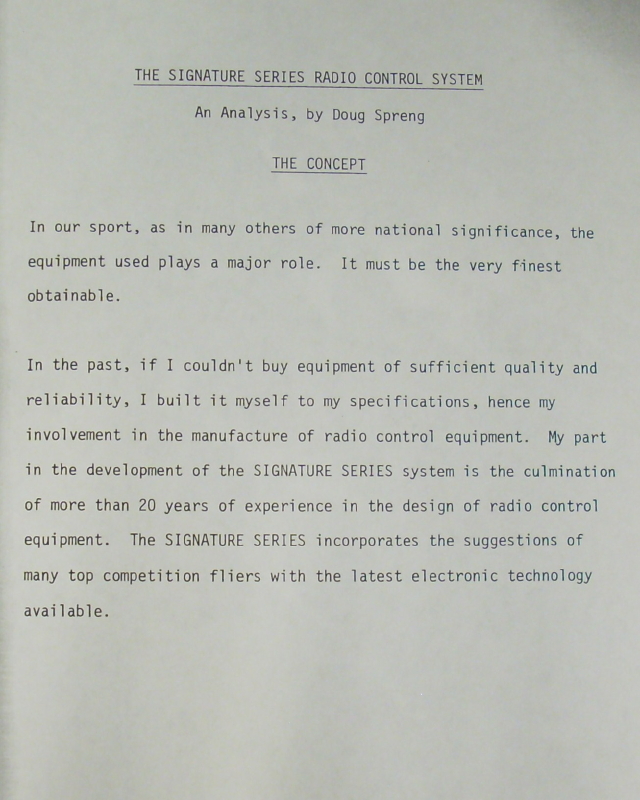 THE SIGNATURE SERIES RADIO CONTROL SYSTEM
An Analysis, by Doug Spreng
THE CONCEPT
In our sport, as in many others of more national significance, the
equipment used plays a major role.  It must be the very finest
obtainable.
In the past, if I couldn't buy equipment of sufficient quality and
reliability, I built it myself to my specifications, hence my
involvement in the manufacture of radio control equipment.  My part
in the development of the SIGNATURE SERIES system is the culmination
of more than 20 years of experience in the design of radio control
equipment.  The SIGNATURE SERIES incorporates the suggestions of
many top competition fliers with the latest electronic technology
available.